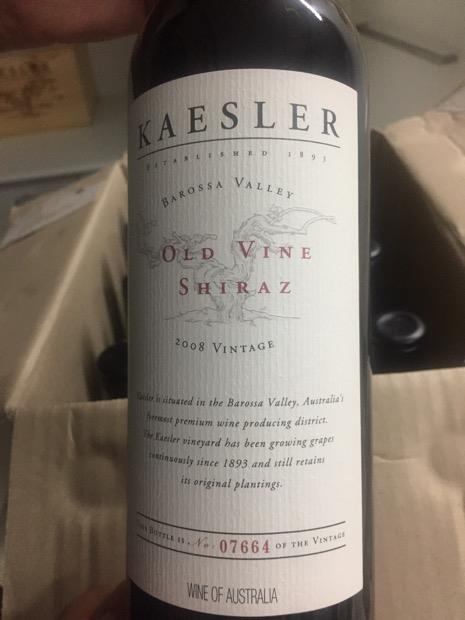 KAESLER
ESTABLISHED 1893
BAROSSA VALLEY
OLD VINE
SHIRAZ
2008 VINTAGE
Kaesler is situated in the Barossa Valley, Australia's
foremost premium wine producing district.
The Kaesler vineyard has been growing grapes
continuously since 1893 and still retains
its original plantings.
THIS BOTTLE IS No. 07664 OF THE VINTAGE
WINE OF AUSTRALIA